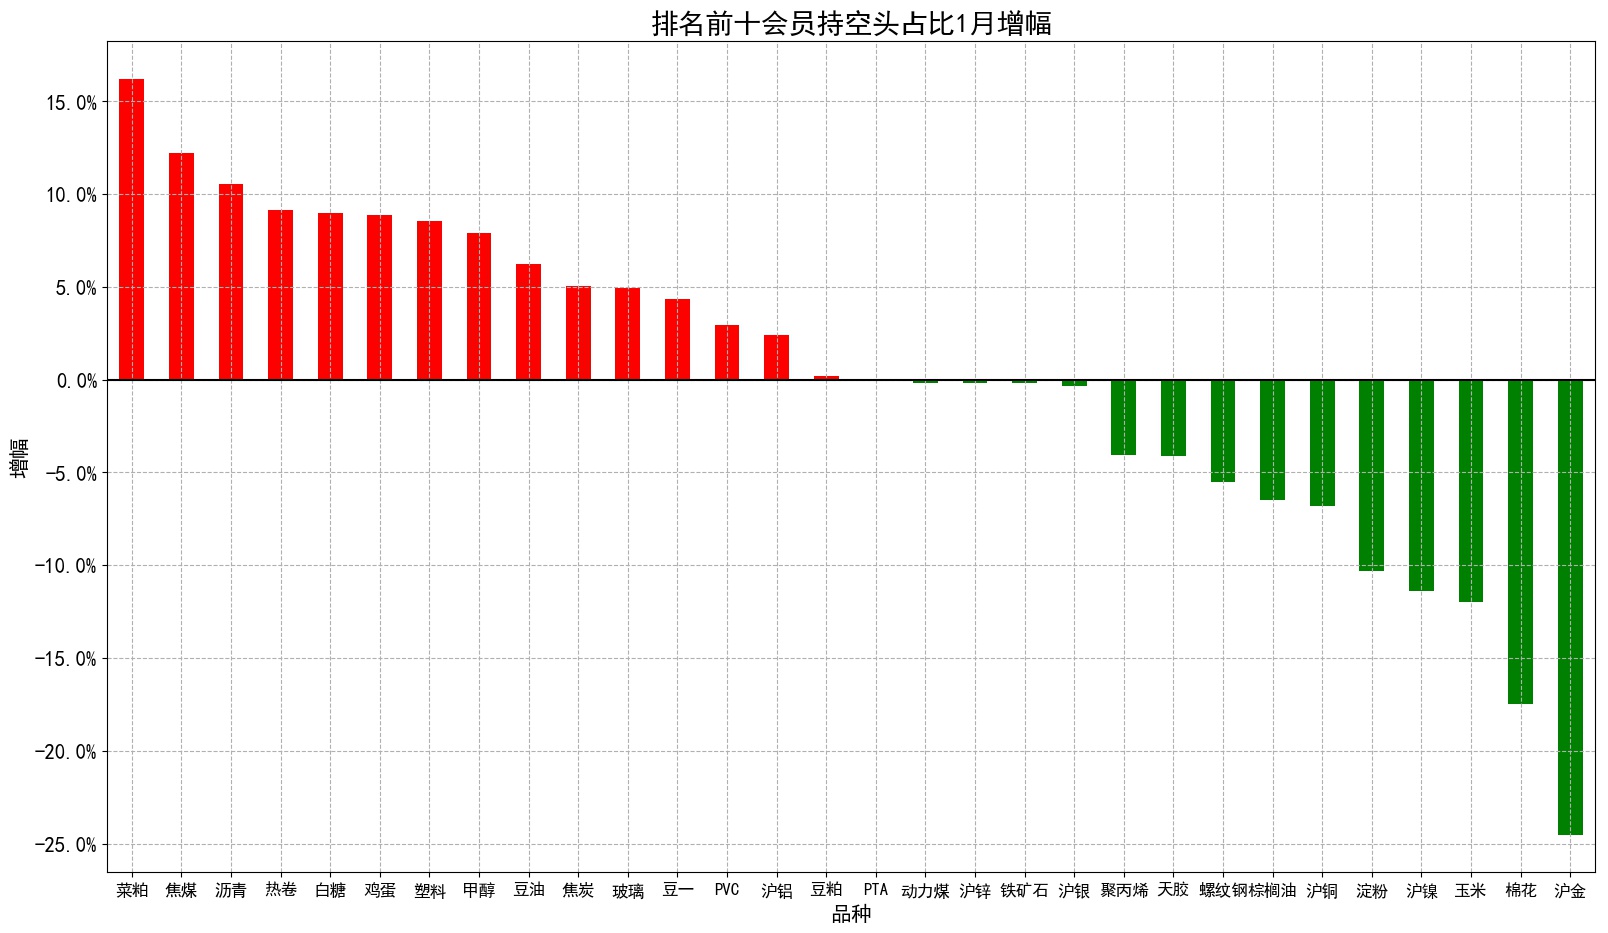 排名前十会员持空头占比1月增幅
15.0%
10.0%
5.0%
0.0%
−5.0%
−10.0%
−15.0%
−20.0%
−25.0%
增幅
菜粕 焦煤 沥青 热卷 白糖 鸡蛋 塑料 甲醇 豆油 焦炭 玻璃 豆一 PVC 沪铝 豆粕 PTA 动力煤 沪锌 铁矿石 沪银 聚丙烯 天胶 螺纹钢 棕榈油 沪铜 淀粉 沪镍 玉米 棉花 沪金
品种